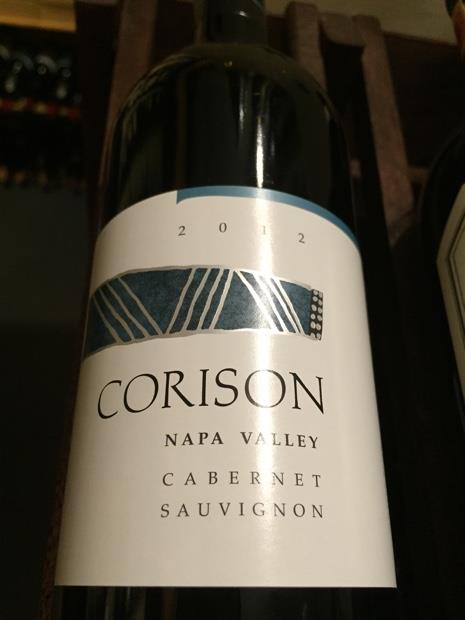 2012
CORISON
NAPA VALLEY
CABERNET
SAUVIGNON